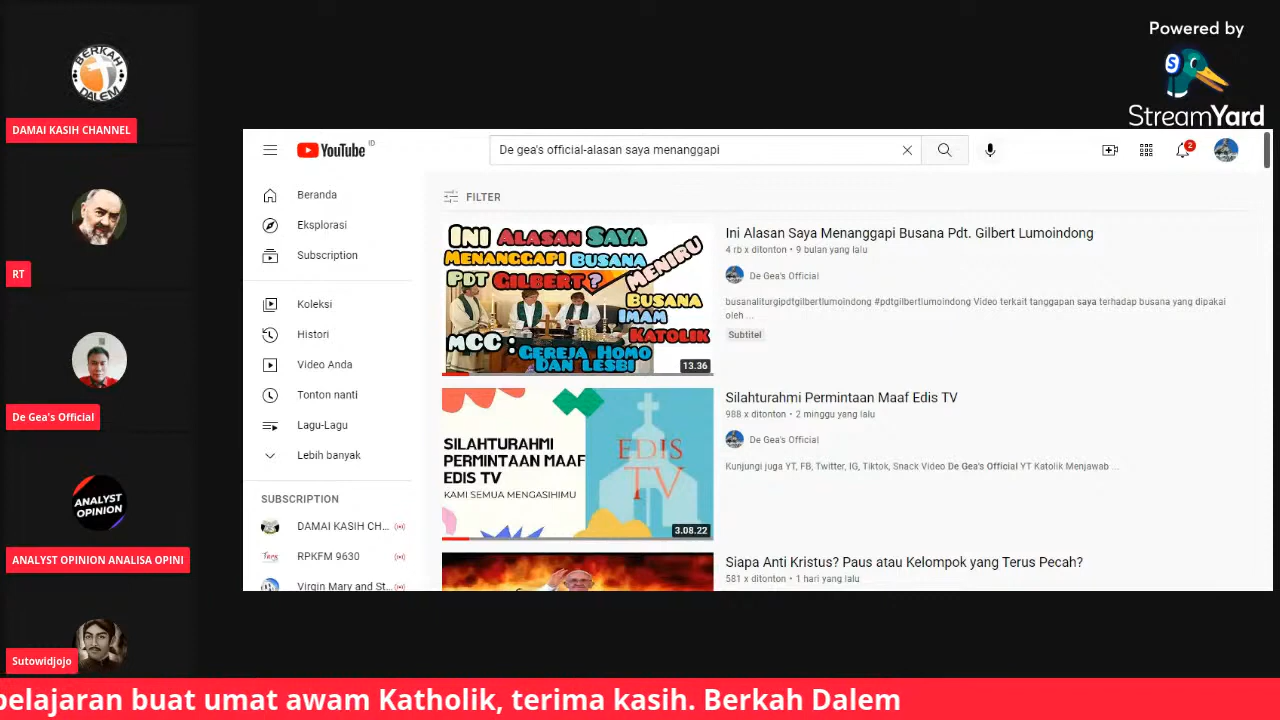 Powered by
S
StreamYard
BERKAH
DALEM
DAMAI KASIH CHANNEL
RT
De Gea's Official
ANALYST
OPINION
ANALYST OPINION ANALISA OPINI
Sutowidjojo
YouTube ID
De gea's official-alasan saya menanggapi
2
Beranda
Eksplorasi
Subscription
Koleksi
Histori
Video Anda
Tonton nanti
Lagu-Lagu
Lebih banyak
SUBSCRIPTION
DAMAI KASIH CH...
RPKFM 9630
Virgin Mary and St...
FILTER
INI ALASAN SAYA
MENANGGAPI BUSANA
PDT GILBERT?
MENIRU
BUSANA
IMAM
KATOLIK
MCC: GEREJA HOMO
DAN LESBI
13.36
Ini Alasan Saya Menanggapi Busana Pdt. Gilbert Lumoindong
4 rb x ditonton • 9 bulan yang lalu
De Gea's Official
busanaliturgipdtgilbertlumoindong #pdtgilbertlumoindong Video terkait tanggapan saya terhadap busana yang dipakai
oleh ...
Subtitel
SILAHTURAHMI
PERMINTAAN MAAF
EDIS TV
KAMI SEMUA MENGASIHIMU
EDIS
TV
3.08.22
Silahturahmi Permintaan Maaf Edis TV
988 x ditonton • 2 minggu yang lalu
De Gea's Official
Kunjungi juga YT, FB, Twitter, IG, Tiktok, Snack Video De Gea's Official YT Katolik Menjawab ...
Siapa Anti Kristus? Paus atau Kelompok yang Terus Pecah?
581 x ditonton • 1 hari yang lalu
pelajaran buat umat awam Katholik, terima kasih. Berkah Dalem